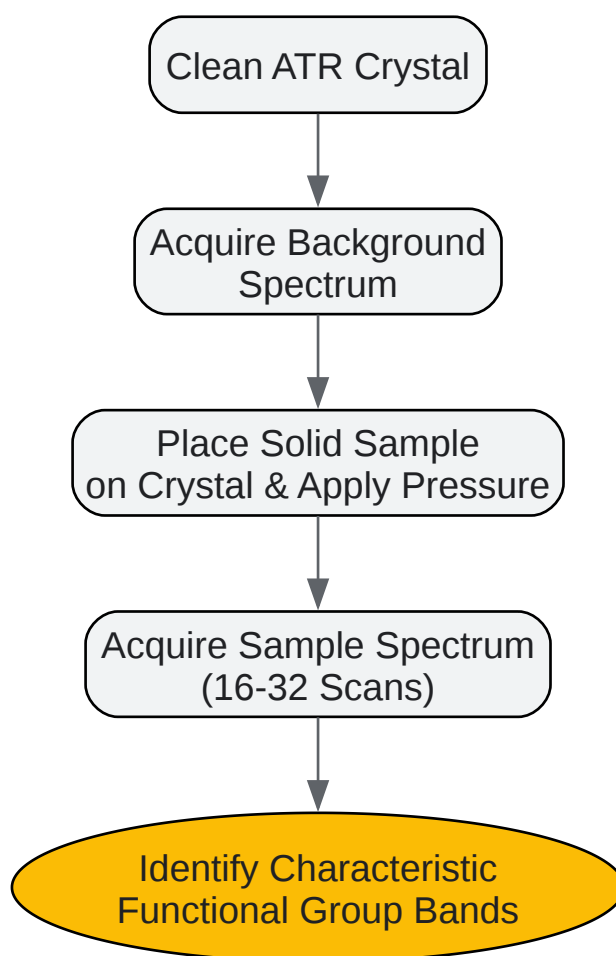 Clean ATR Crystal
Acquire Background
Spectrum
Place Solid Sample
on Crystal & Apply Pressure
Acquire Sample Spectrum
(16-32 Scans)
Identify Characteristic
Functional Group Bands